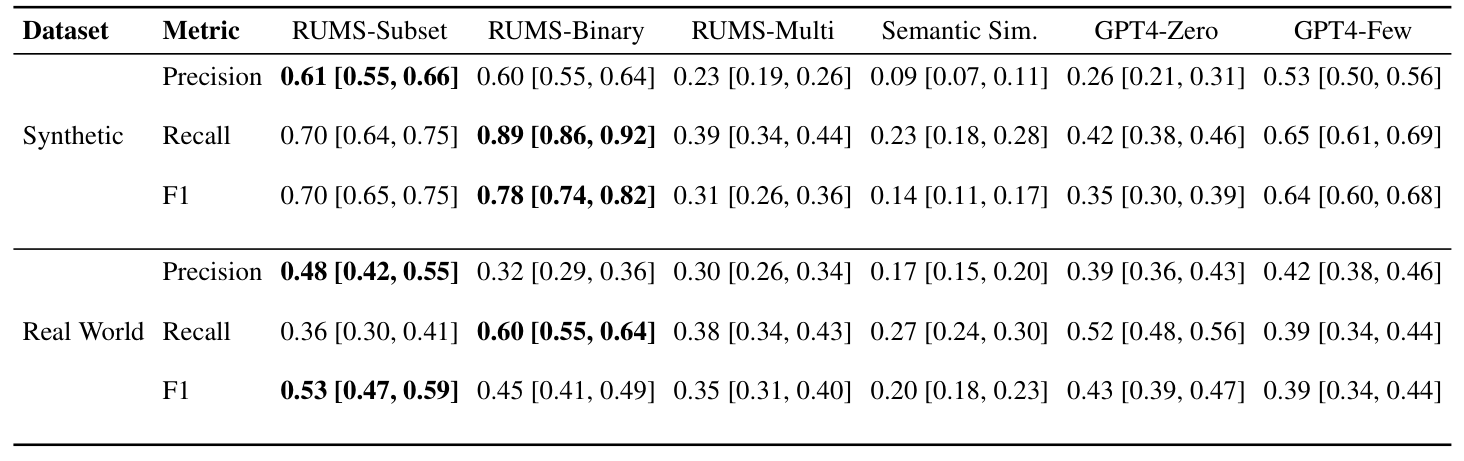 Dataset Metric RUMS-Subset RUMS-Binary RUMS-Multi Semantic Sim. GPT4-Zero GPT4-Few
Precision 0.61 [0.55, 0.66] 0.60 [0.55, 0.64] 0.23 [0.19, 0.26] 0.09 [0.07, 0.11] 0.26 [0.21, 0.31] 0.53 [0.50, 0.56]
Synthetic Recall 0.70 [0.64, 0.75] 0.89 [0.86, 0.92] 0.39 [0.34, 0.44] 0.23 [0.18, 0.28] 0.42 [0.38, 0.46] 0.65 [0.61, 0.69]
F1 0.70 [0.65, 0.75] 0.78 [0.74, 0.82] 0.31 [0.26, 0.36] 0.14 [0.11, 0.17] 0.35 [0.30, 0.39] 0.64 [0.60, 0.68]
Precision 0.48 [0.42, 0.55] 0.32 [0.29, 0.36] 0.30 [0.26, 0.34] 0.17 [0.15, 0.20] 0.39 [0.36, 0.43] 0.42 [0.38, 0.46]
Real World Recall 0.36 [0.30, 0.41] 0.60 [0.55, 0.64] 0.38 [0.34, 0.43] 0.27 [0.24, 0.30] 0.52 [0.48, 0.56] 0.39 [0.34, 0.44]
F1 0.53 [0.47, 0.59] 0.45 [0.41, 0.49] 0.35 [0.31, 0.40] 0.20 [0.18, 0.23] 0.43 [0.39, 0.47] 0.39 [0.34, 0.44]